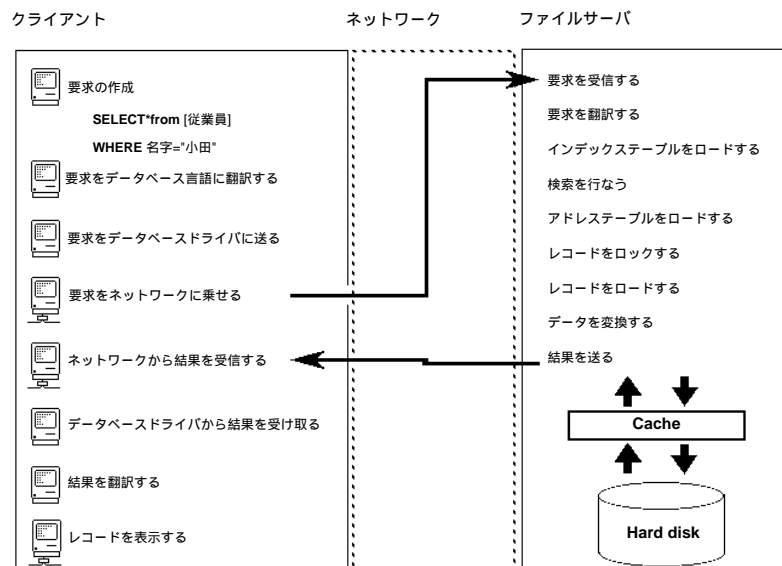 クライアント
ネットワーク
ファイルサーバ
要求の作成
SELECT*from [従業員]
WHERE 名字="小田"
要求をデータベース言語に翻訳する
要求をデータベースドライバに送る
要求をネットワークに乗せる
ネットワークから結果を受信する
データベースドライバから結果を受け取る
結果を翻訳する
レコードを表示する
要求を受信する
要求を翻訳する
インデックステーブルをロードする
検索を行なう
アドレステーブルをロードする
レコードをロックする
レコードをロードする
データを変換する
結果を送る
Cache
Hard disk